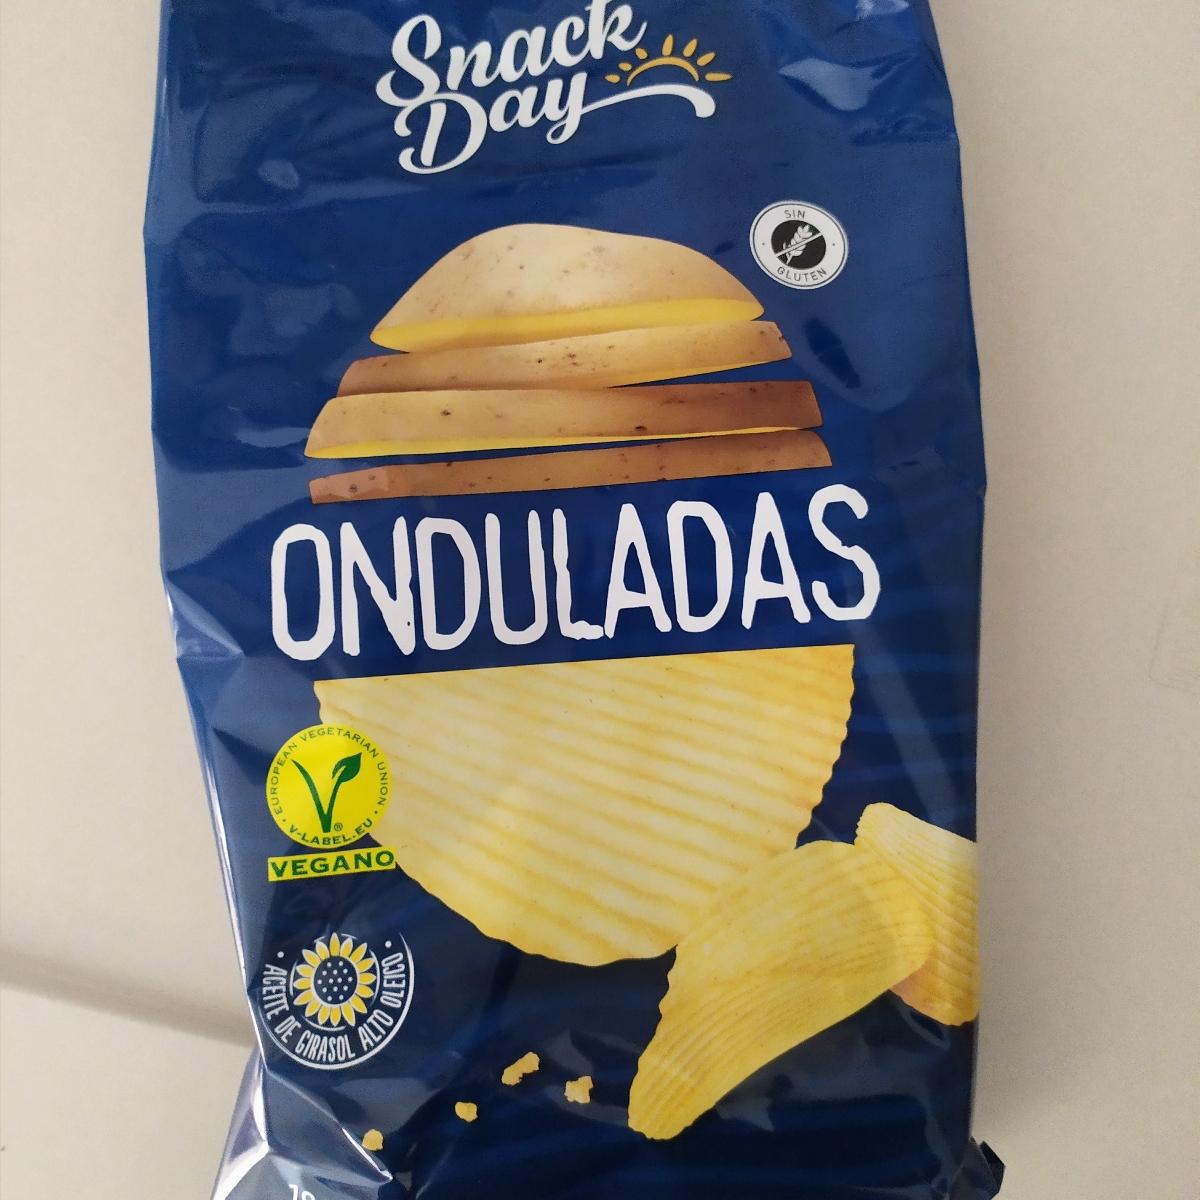 Snack
Day
SIN
GLUTEN
ONDULADAS
· EUROPEAN VEGETARIAN UNION ·
V-LABEL.EU
®
VEGANO
· ACEITE DE GIRASOL ALTO OLEICO ·